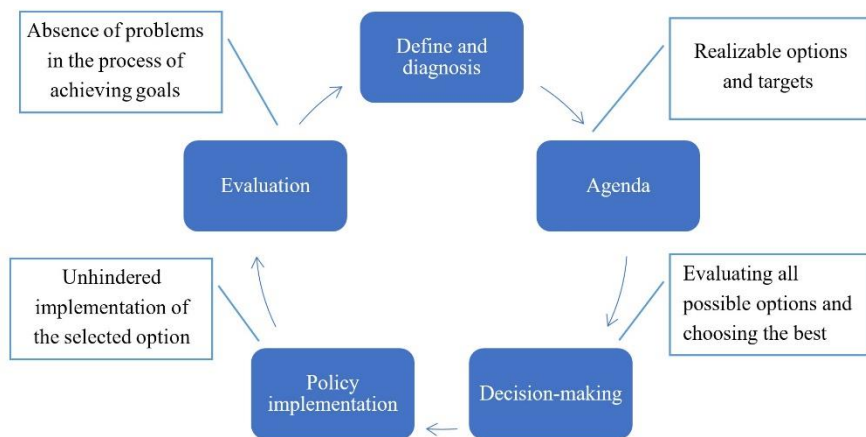 Absence of problems
in the process of
achieving goals
Define and
diagnosis
Realizable options
and targets
Evaluation
Agenda
Unhindered
implementation of
the selected option
Evaluating all
possible options and
choosing the best
Policy
implementation
Decision-making